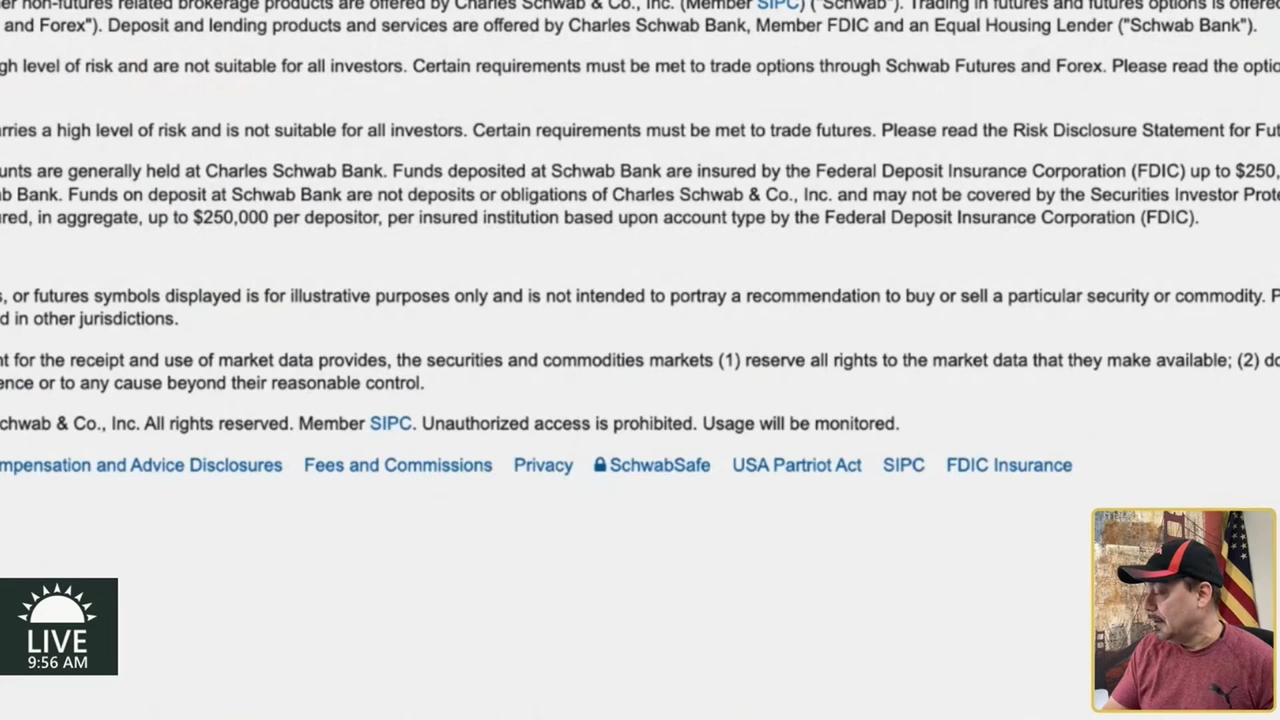 er non-futures related brokerage products are offered by Charles Schwab & Co., Inc. (Member SIPC) ("Schwab"). Trading in futures and futures options is offered
and Forex"). Deposit and lending products and services are offered by Charles Schwab Bank, Member FDIC and an Equal Housing Lender ("Schwab Bank").
gh level of risk and are not suitable for all investors. Certain requirements must be met to trade options through Schwab Futures and Forex. Please read the optio
rries a high level of risk and is not suitable for all investors. Certain requirements must be met to trade futures. Please read the Risk Disclosure Statement for Fut
unts are generally held at Charles Schwab Bank. Funds deposited at Schwab Bank are insured by the Federal Deposit Insurance Corporation (FDIC) up to $250,
b Bank. Funds on deposit at Schwab Bank are not deposits or obligations of Charles Schwab & Co., Inc. and may not be covered by the Securities Investor Prote
red, in aggregate, up to $250,000 per depositor, per insured institution based upon account type by the Federal Deposit Insurance Corporation (FDIC).
s, or futures symbols displayed is for illustrative purposes only and is not intended to portray a recommendation to buy or sell a particular security or commodity. P
d in other jurisdictions.
nt for the receipt and use of market data provides, the securities and commodities markets (1) reserve all rights to the market data that they make available; (2) do
ence or to any cause beyond their reasonable control.
chwab & Co., Inc. All rights reserved. Member SIPC. Unauthorized access is prohibited. Usage will be monitored.
mpensation and Advice Disclosures Fees and Commissions Privacy SchwabSafe USA Partriot Act SIPC FDIC Insurance
LIVE
9:56 AM